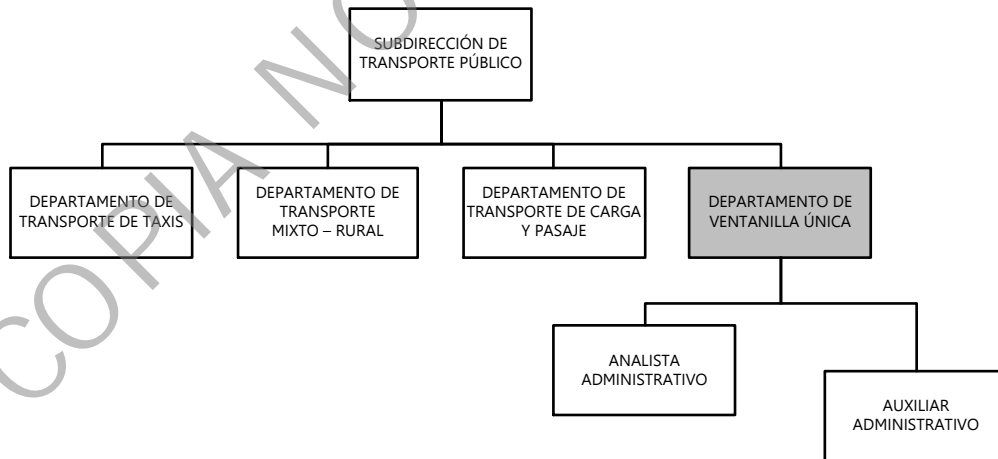 SUBDIRECCIÓN DE
TRANSPORTE PÚBLICO
DEPARTAMENTO DE
TRANSPORTE DE TAXIS
DEPARTAMENTO DE
TRANSPORTE
MIXTO – RURAL
DEPARTAMENTO DE
TRANSPORTE DE CARGA
Y PASAJE
DEPARTAMENTO DE
VENTANILLA ÚNICA
ANALISTA
ADMINISTRATIVO
AUXILIAR
ADMINISTRATIVO
COPIA NO